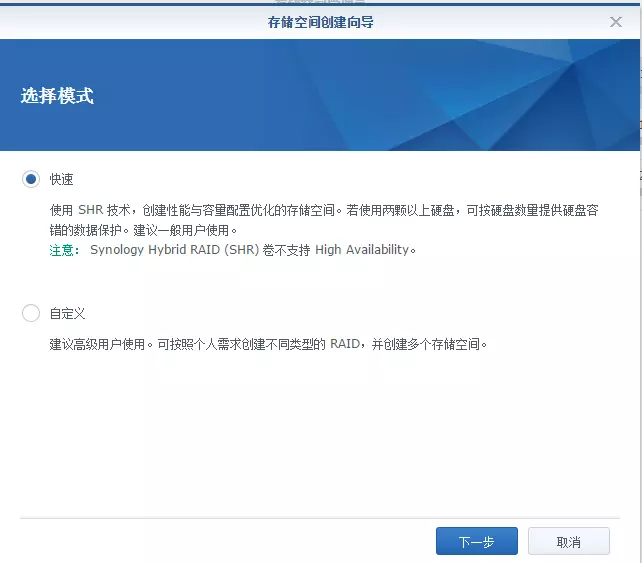 存储空间创建向导
选择模式
快速
使用 SHR 技术，创建性能与容量配置优化的存储空间。若使用两颗以上硬盘，可按硬盘数量提供硬盘容
错的数据保护。建议一般用户使用。
注意： Synology Hybrid RAID (SHR) 卷不支持 High Availability。
自定义
建议高级用户使用。可按照个人需求创建不同类型的 RAID，并创建多个存储空间。
下一步
取消